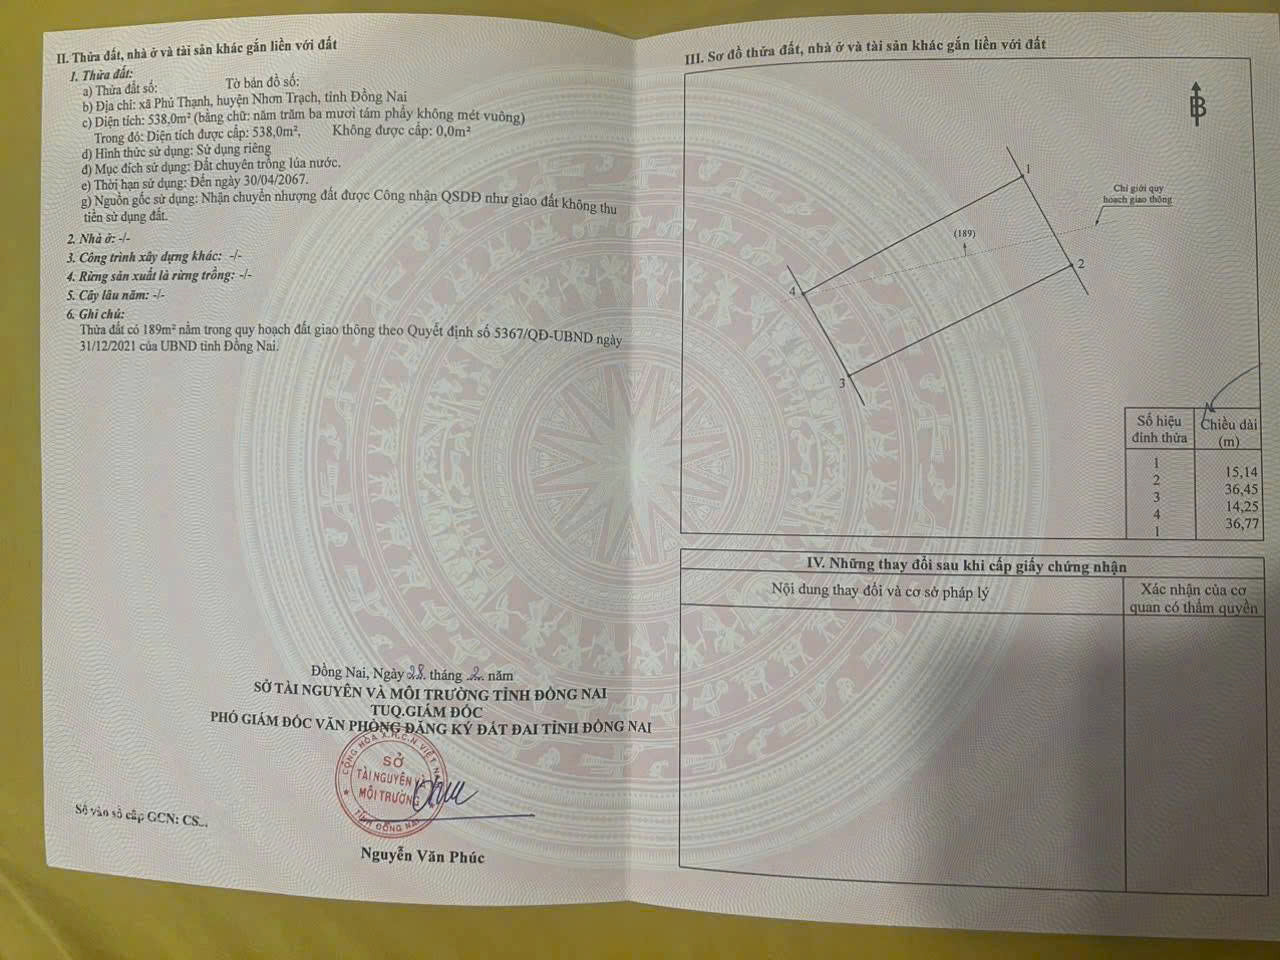 II. Thửa đất, nhà ở và tài sản khác gắn liền với đất
1. Thửa đất:
a) Thửa đất số: Tờ bản đồ số:
b) Địa chỉ: xã Phú Thạnh, huyện Nhơn Trạch, tỉnh Đồng Nai
c) Diện tích: 538,0m² (bằng chữ: năm trăm ba mươi tám phẩy không mét vuông)
Trong đó: Diện tích được cấp: 538,0m², Không được cấp: 0,0m²
d) Hình thức sử dụng: Sử dụng riêng
đ) Mục đích sử dụng: Đất chuyên trồng lúa nước.
e) Thời hạn sử dụng: Đến ngày 30/04/2067.
g) Nguồn gốc sử dụng: Nhận chuyển nhượng đất được Công nhận QSDĐ như giao đất không thu
tiền sử dụng đất.
2. Nhà ở: -/-
3. Công trình xây dựng khác: -/-
4. Rừng sản xuất là rừng trồng: -/-
5. Cây lâu năm: -/-
6. Ghi chú:
Thửa đất có 189m² nằm trong quy hoạch đất giao thông theo Quyết định số 5367/QĐ-UBND ngày
31/12/2021 của UBND tỉnh Đồng Nai.
Đồng Nai, Ngày 28. tháng .2. năm
SỞ TÀI NGUYÊN VÀ MÔI TRƯỜNG TỈNH ĐỒNG NAI
TUQ.GIÁM ĐỐC
PHÓ GIÁM ĐỐC VĂN PHÒNG ĐĂNG KÝ ĐẤT ĐAI TỈNH ĐỒNG NAI
CỘNG HÒA X.H.C.N VIỆT NAM
SỞ
TÀI NGUYÊN VÀ
MÔI TRƯỜNG
TỈNH ĐỒNG NAI
Nguyễn Văn Phúc
Số vào sổ cấp GCN: CS...
III. Sơ đồ thửa đất, nhà ở và tài sản khác gắn liền với đất
B
1
Chỉ giới quy
hoạch giao thông
(189)
2
4
3
Số hiệu đỉnh thửa Chiều dài (m)
1
15,14
2
36,45
3
14,25
4
36,77
1
IV. Những thay đổi sau khi cấp giấy chứng nhận
Nội dung thay đổi và cơ sở pháp lý
Xác nhận của cơ
quan có thẩm quyền